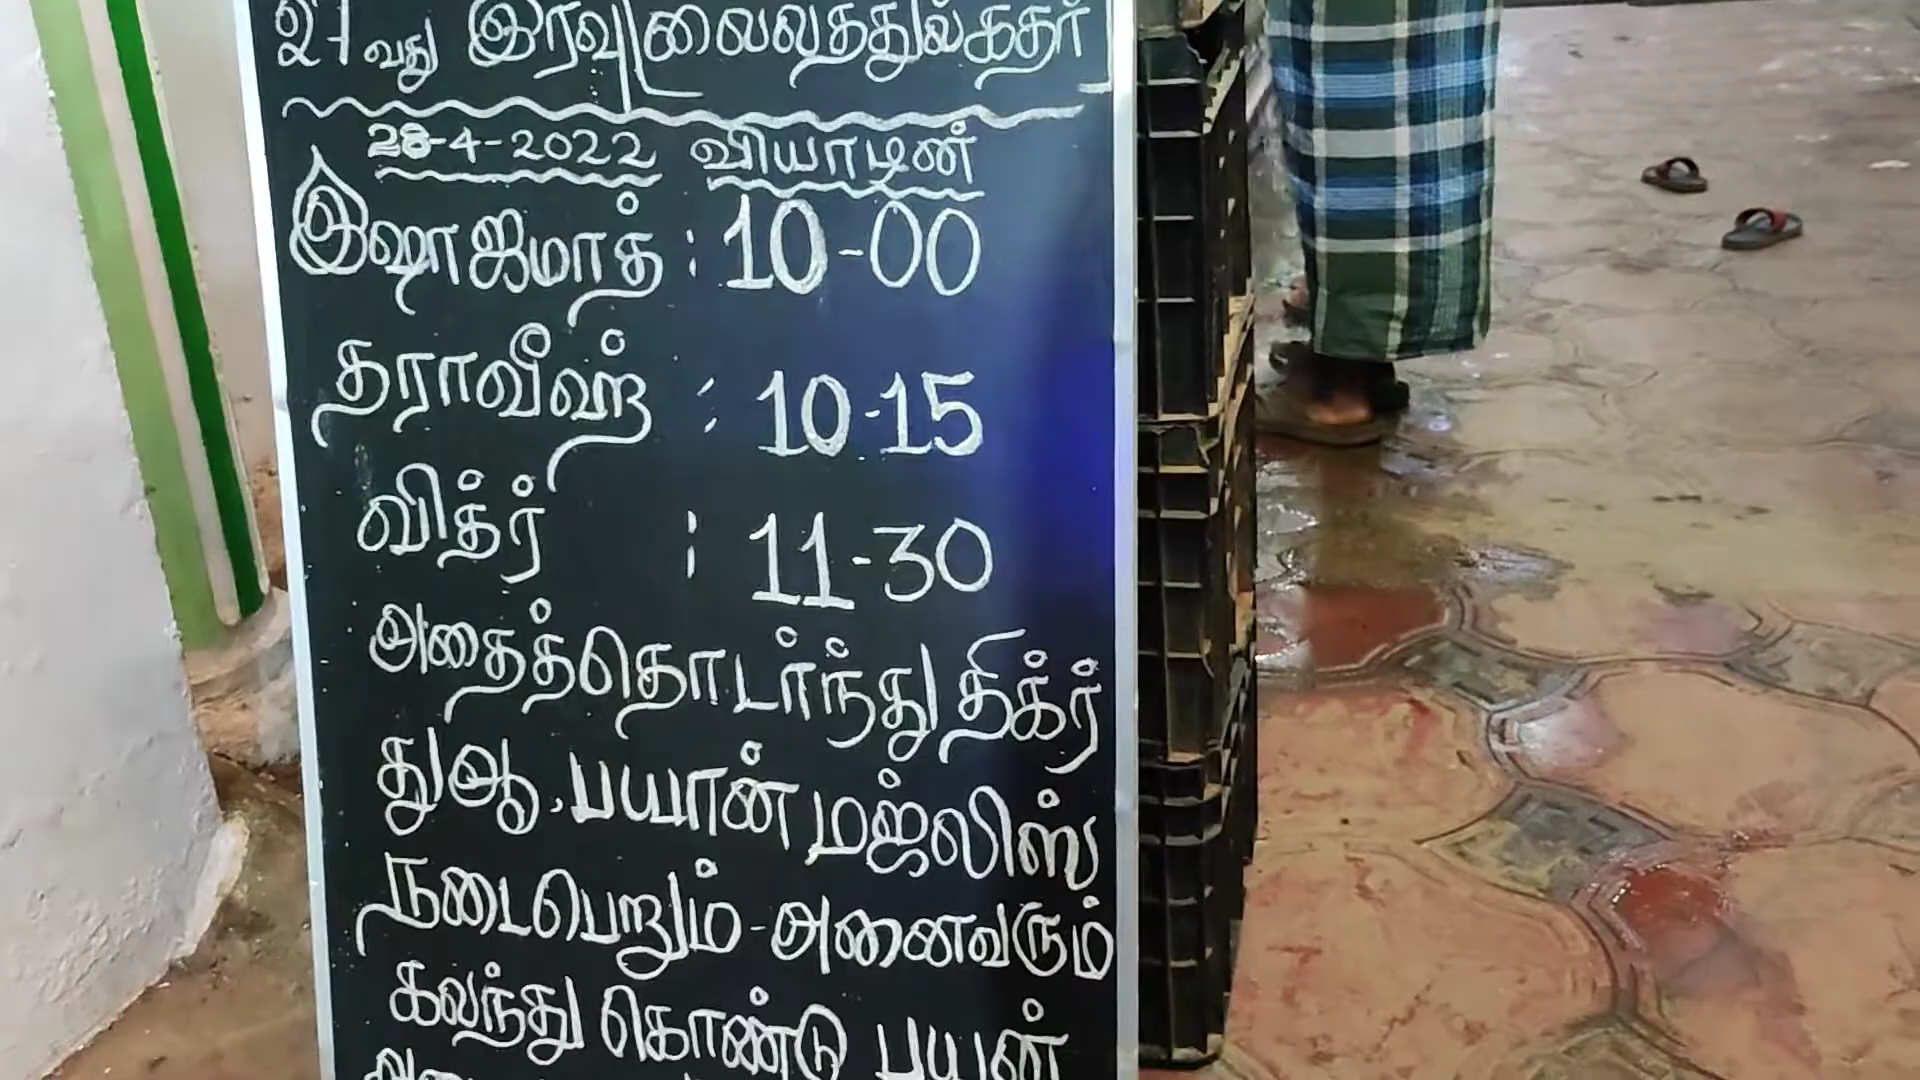 27வது இரவு லைலத்துல்கதர்
28-4-2022 வியாழன்
இஷாஜமாத் : 10-00
தராவீஹ் : 10-15
வித்ர் : 11-30
அதைத்தொடர்ந்து திக்ர்
துஆ, பயான் மஜ்லிஸ்
நடைபெறும் - அனைவரும்
கலந்து கொண்டு பயன்